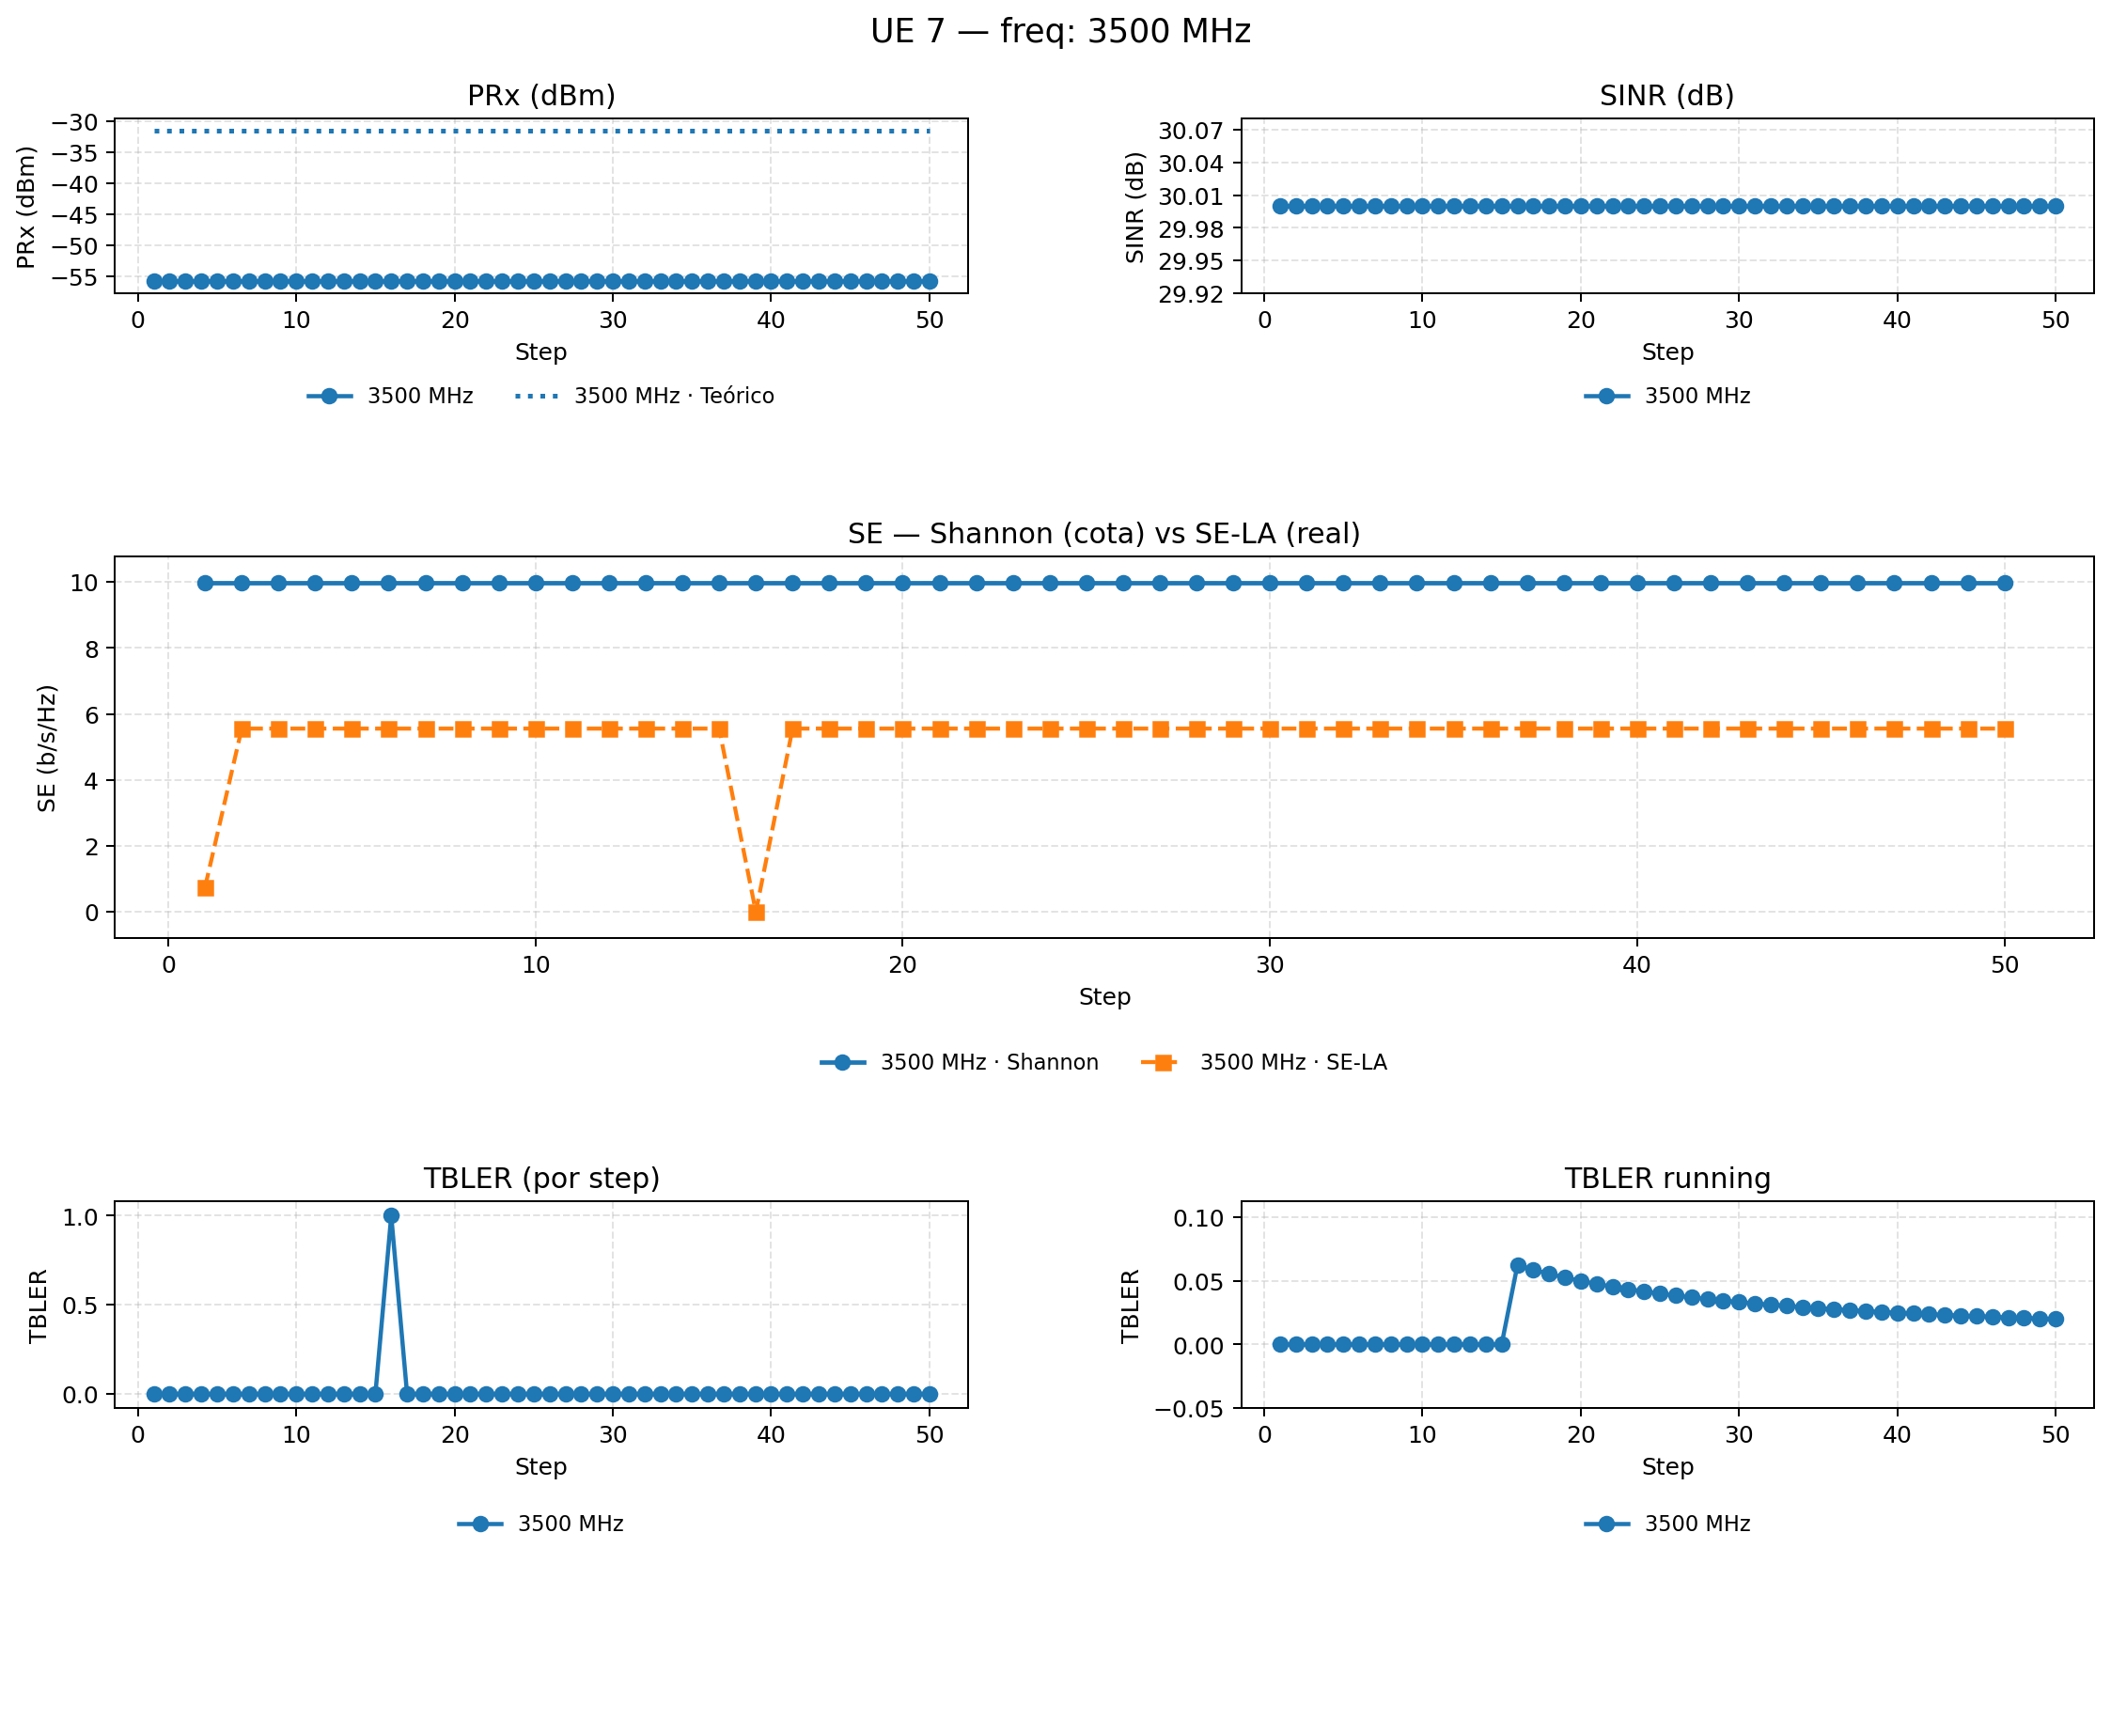 UE 7 — freq: 3500 MHz
PRx (dBm)
PRx (dBm)
−30
−35
−40
−45
−50
−55
0 10 20 30 40 50
Step
3500 MHz 3500 MHz · Teórico
SINR (dB)
SINR (dB)
30.07
30.04
30.01
29.98
29.95
29.92
0 10 20 30 40 50
Step
3500 MHz
SE — Shannon (cota) vs SE-LA (real)
SE (b/s/Hz)
10
8
6
4
2
0
0 10 20 30 40 50
Step
3500 MHz · Shannon 3500 MHz · SE-LA
TBLER (por step)
TBLER
1.0
0.5
0.0
0 10 20 30 40 50
Step
3500 MHz
TBLER running
TBLER
0.10
0.05
0.00
−0.05
0 10 20 30 40 50
Step
3500 MHz